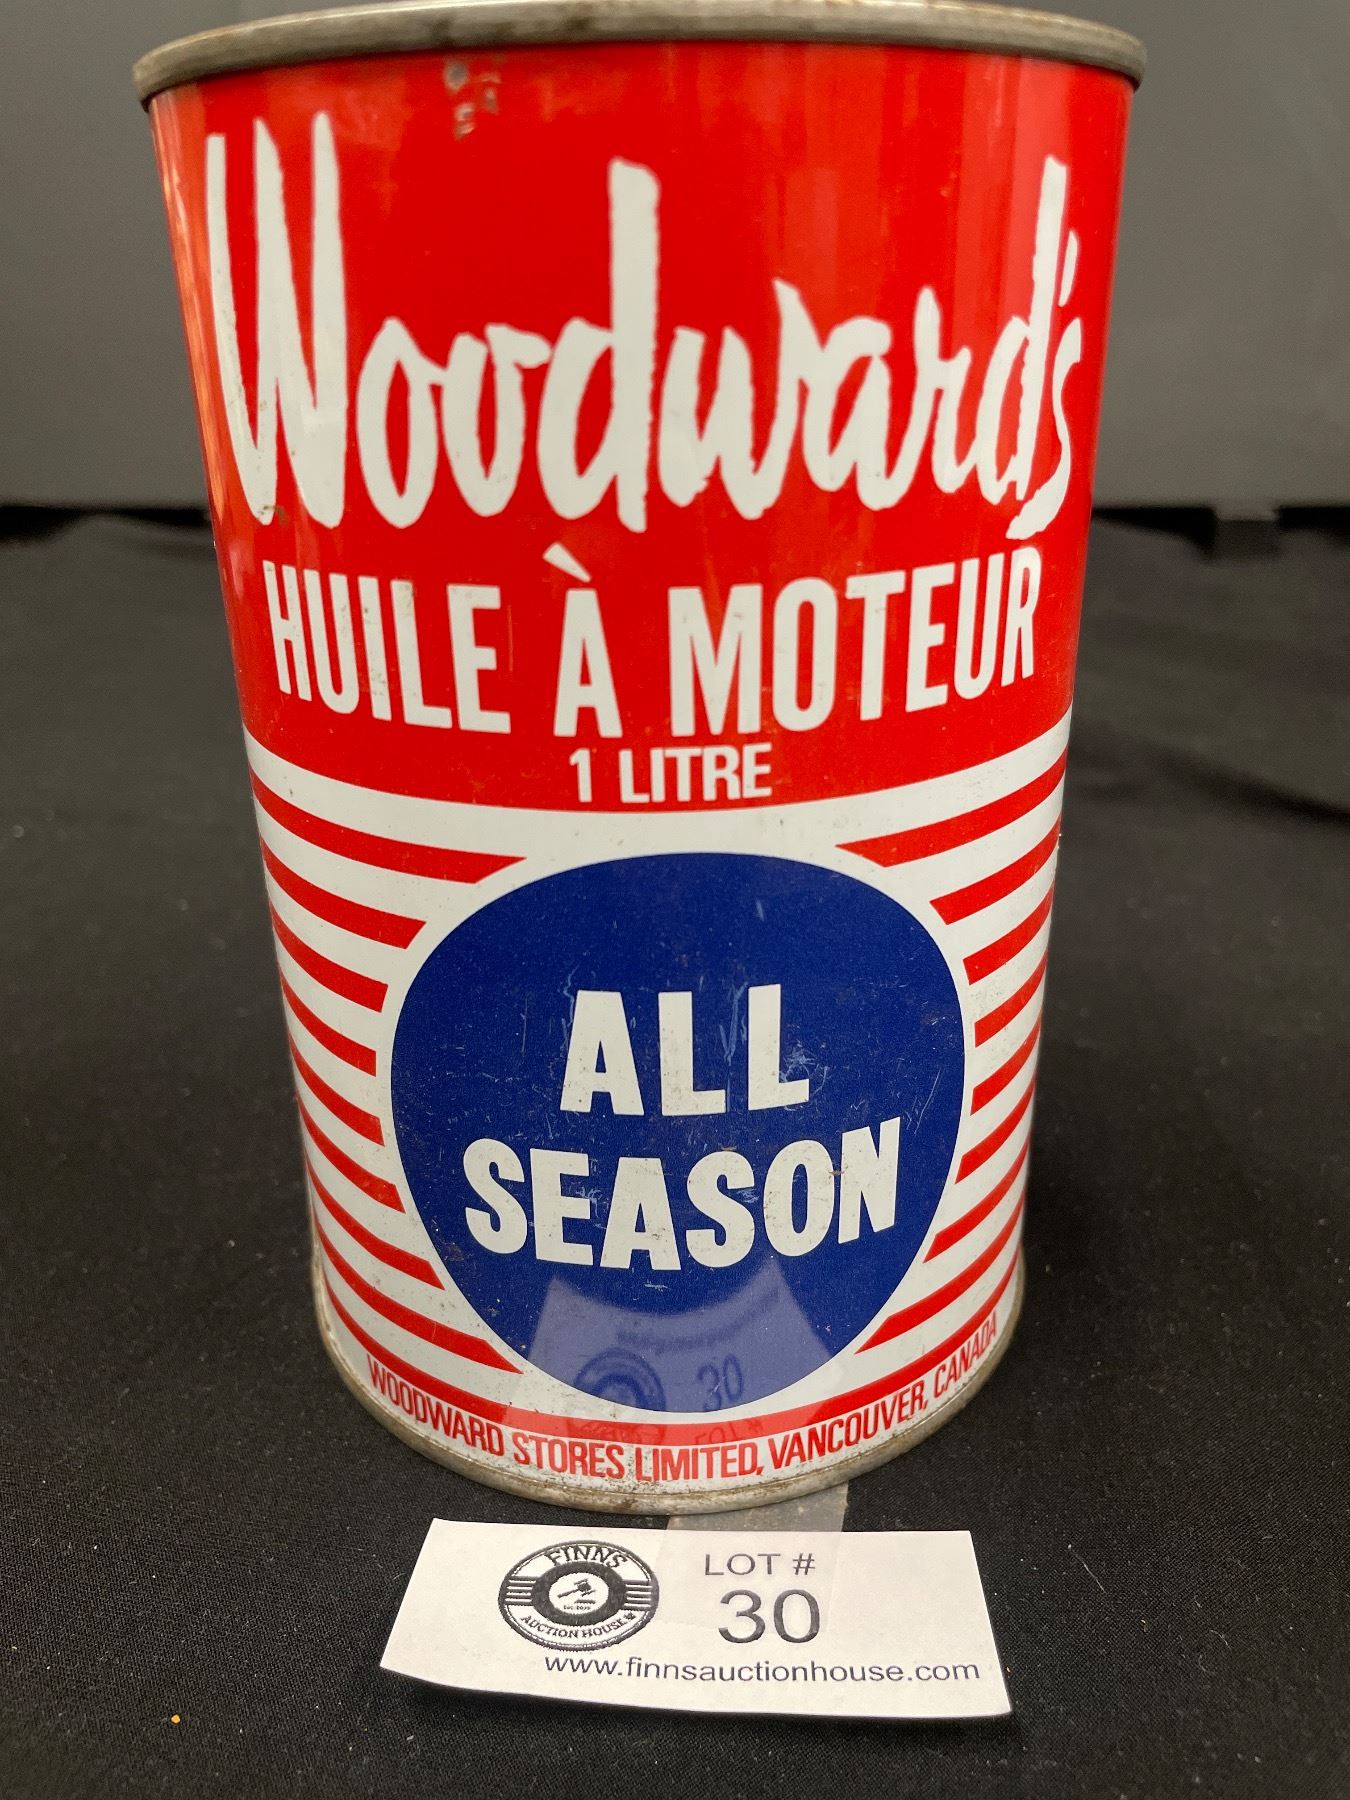 Woodward's
HUILE À MOTEUR
1 LITRE
ALL
SEASON
WOODWARD STORES LIMITED, VANCOUVER, CANADA
FINNS
AUCTION HOUSE
LOT #
30
www.finnsauctionhouse.com